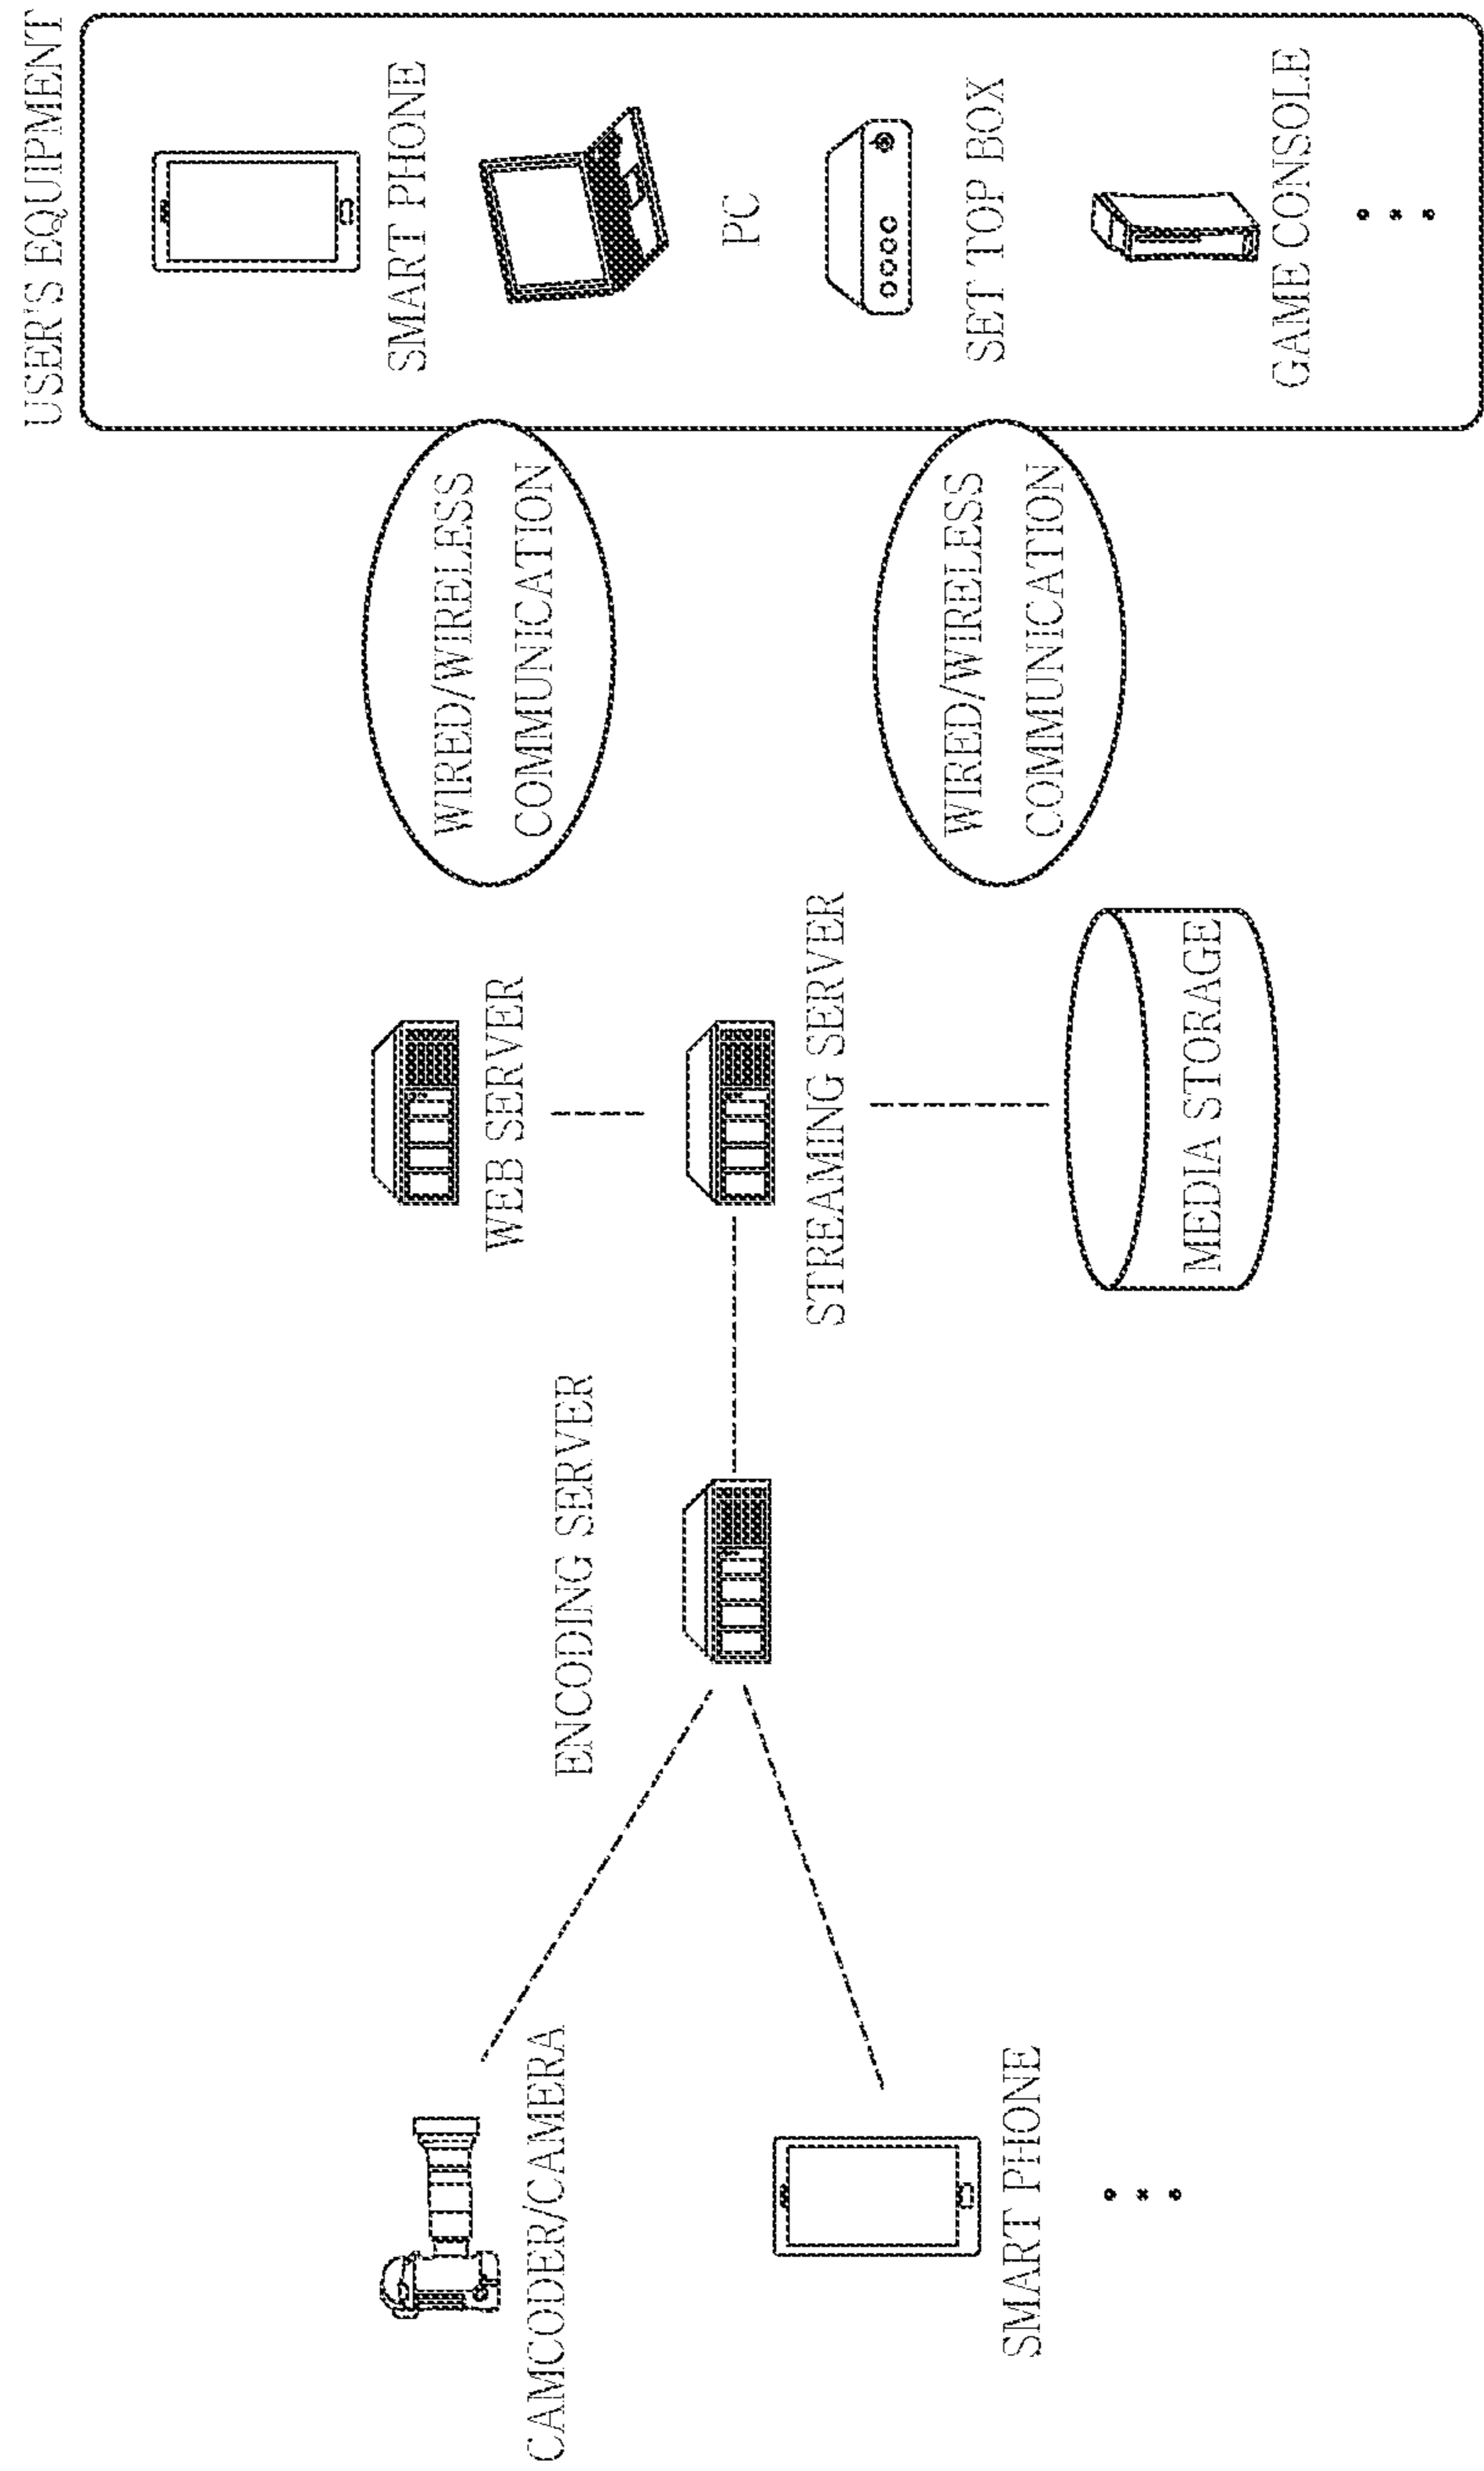 USER'S EQUIPMENT
SMART PHONE
PC
SET TOP BOX
GAME CONSOLE
WIRED/WIRELESS
COMMUNICATION
WIRED/WIRELESS
COMMUNICATION
WEB SERVER
STREAMING SERVER
MEDIA STORAGE
ENCODING SERVER
CAMCODER/CAMERA
SMART PHONE